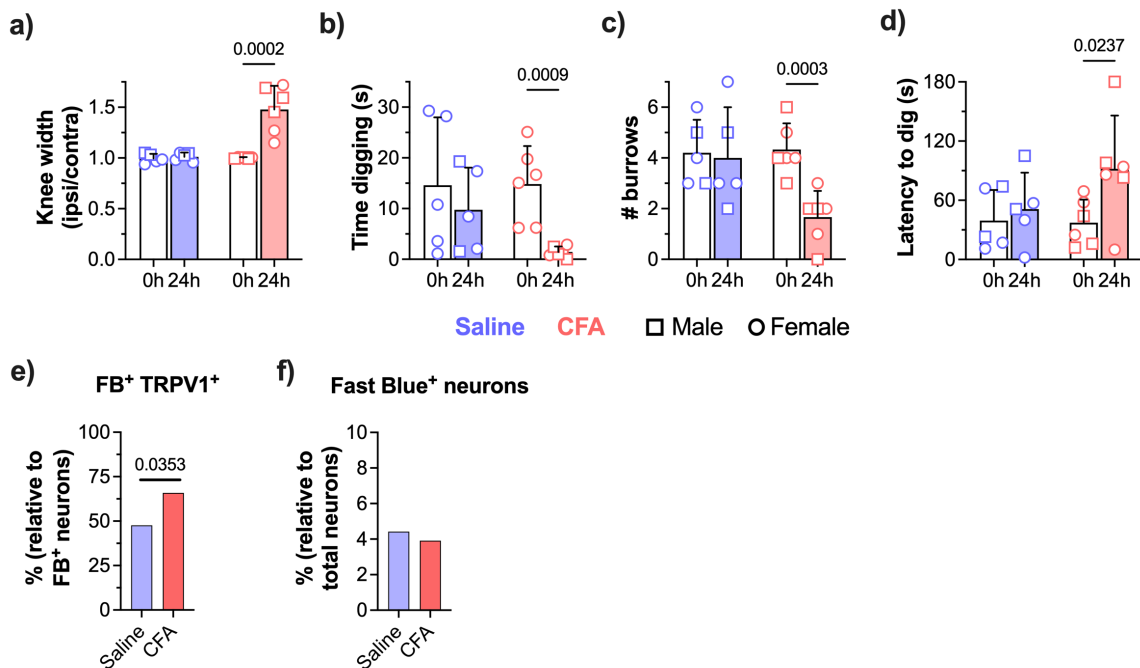 a)
0.0002
Knee width
(ipsi/contra)
1.5
1.0
0.5
0.0
0h 24h
0h 24h
b)
0.0009
Time digging (s)
40
30
20
10
0
0h 24h
0h 24h
c)
0.0003
# burrows
8
6
4
2
0
0h 24h
0h 24h
d)
0.0237
Latency to dig (s)
180
120
60
0
0h 24h
0h 24h
Saline CFA Male Female
e)
FB⁺ TRPV1⁺
% (relative to
FB⁺ neurons)
100
75
50
25
0
0.0353
Saline
CFA
f)
Fast Blue⁺ neurons
% (relative to
total neurons)
10
8
6
4
2
0
Saline
CFA